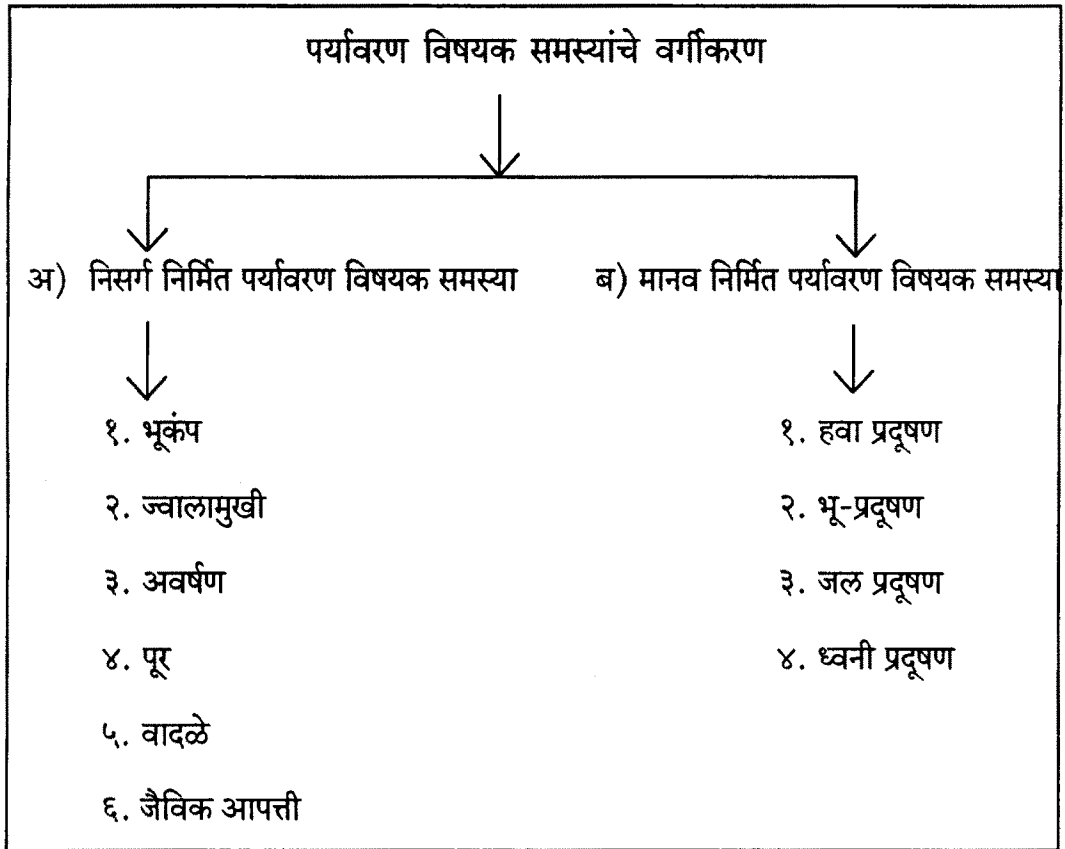 पर्यावरण विषयक समस्यांचे वर्गीकरण
अ) निसर्ग निर्मित पर्यावरण विषयक समस्या
१. भूकंप
२. ज्वालामुखी
३. अवर्षण
४. पूर
५. वादळे
६. जैविक आपत्ती
ब) मानव निर्मित पर्यावरण विषयक समस्या
१. हवा प्रदूषण
२. भू-प्रदूषण
३. जल प्रदूषण
४. ध्वनी प्रदूषण